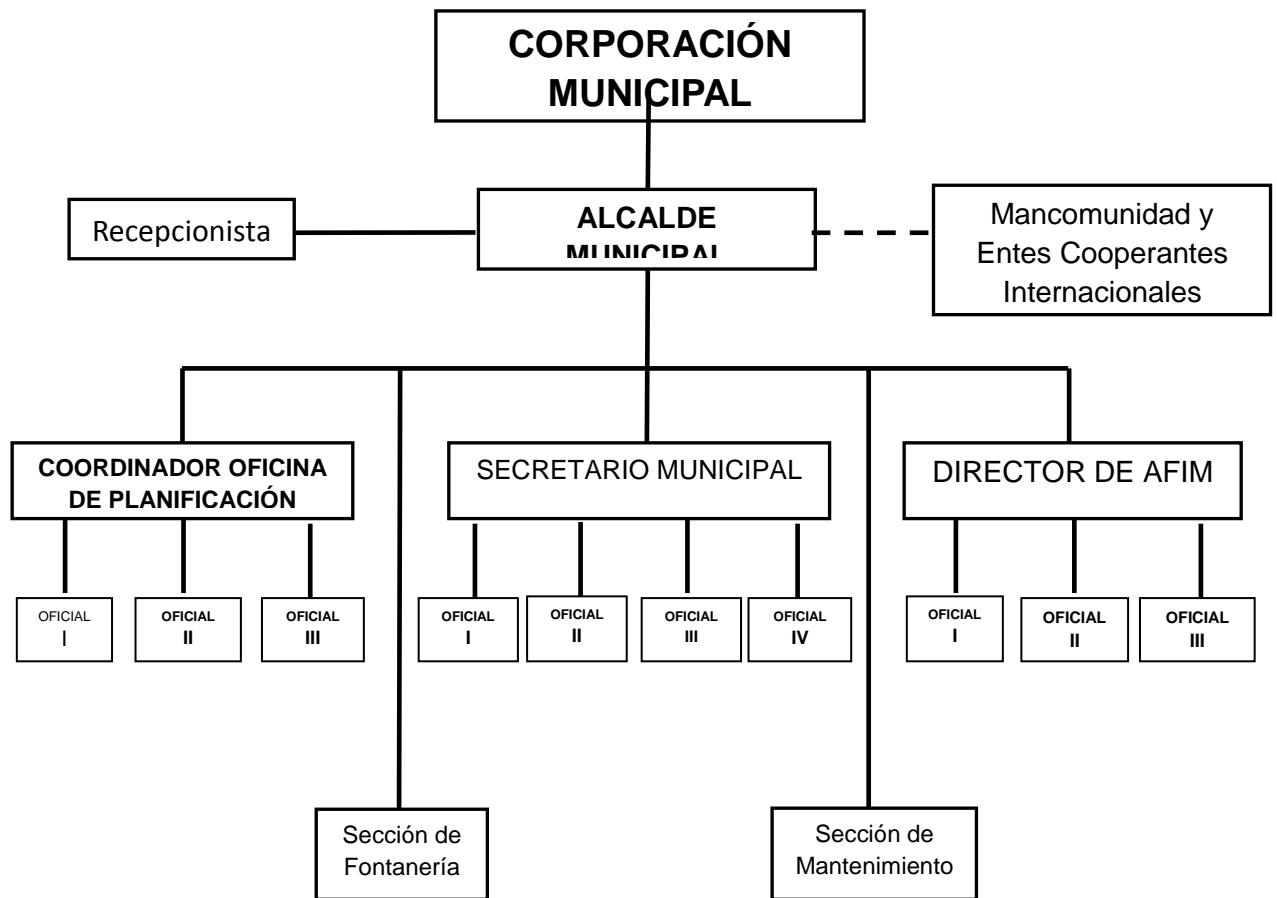 CORPORACIÓN
MUNICIPAL
Recepcionista
ALCALDE
MUNICIPAL
Mancomunidad y
Entes Cooperantes
Internacionales
COORDINADOR OFICINA
DE PLANIFICACIÓN
SECRETARIO MUNICIPAL
DIRECTOR DE AFIM
OFICIAL
I
OFICIAL
II
OFICIAL
III
OFICIAL
I
OFICIAL
II
OFICIAL
III
OFICIAL
IV
OFICIAL
I
OFICIAL
II
OFICIAL
III
Sección de
Fontanería
Sección de
Mantenimiento